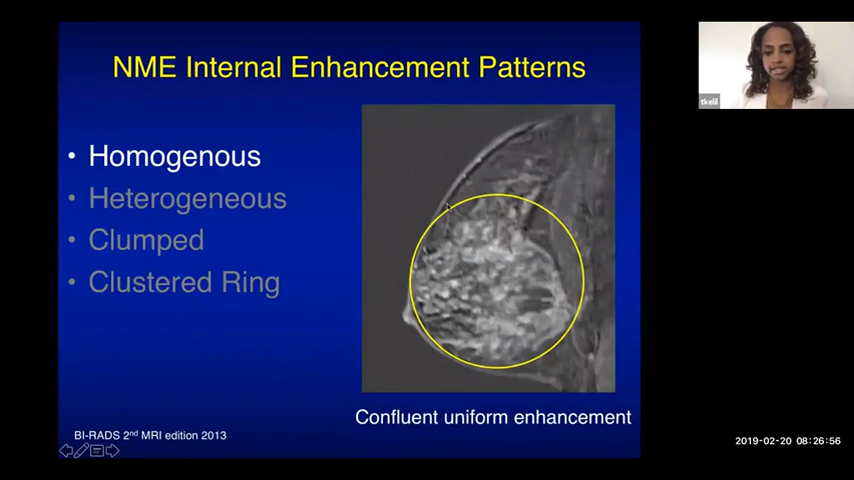 NME Internal Enhancement Patterns
• Homogenous
• Heterogeneous
• Clumped
• Clustered Ring
Confluent uniform enhancement
BI-RADS 2nd MRI edition 2013
tkelil
2019-02-20 08:26:56